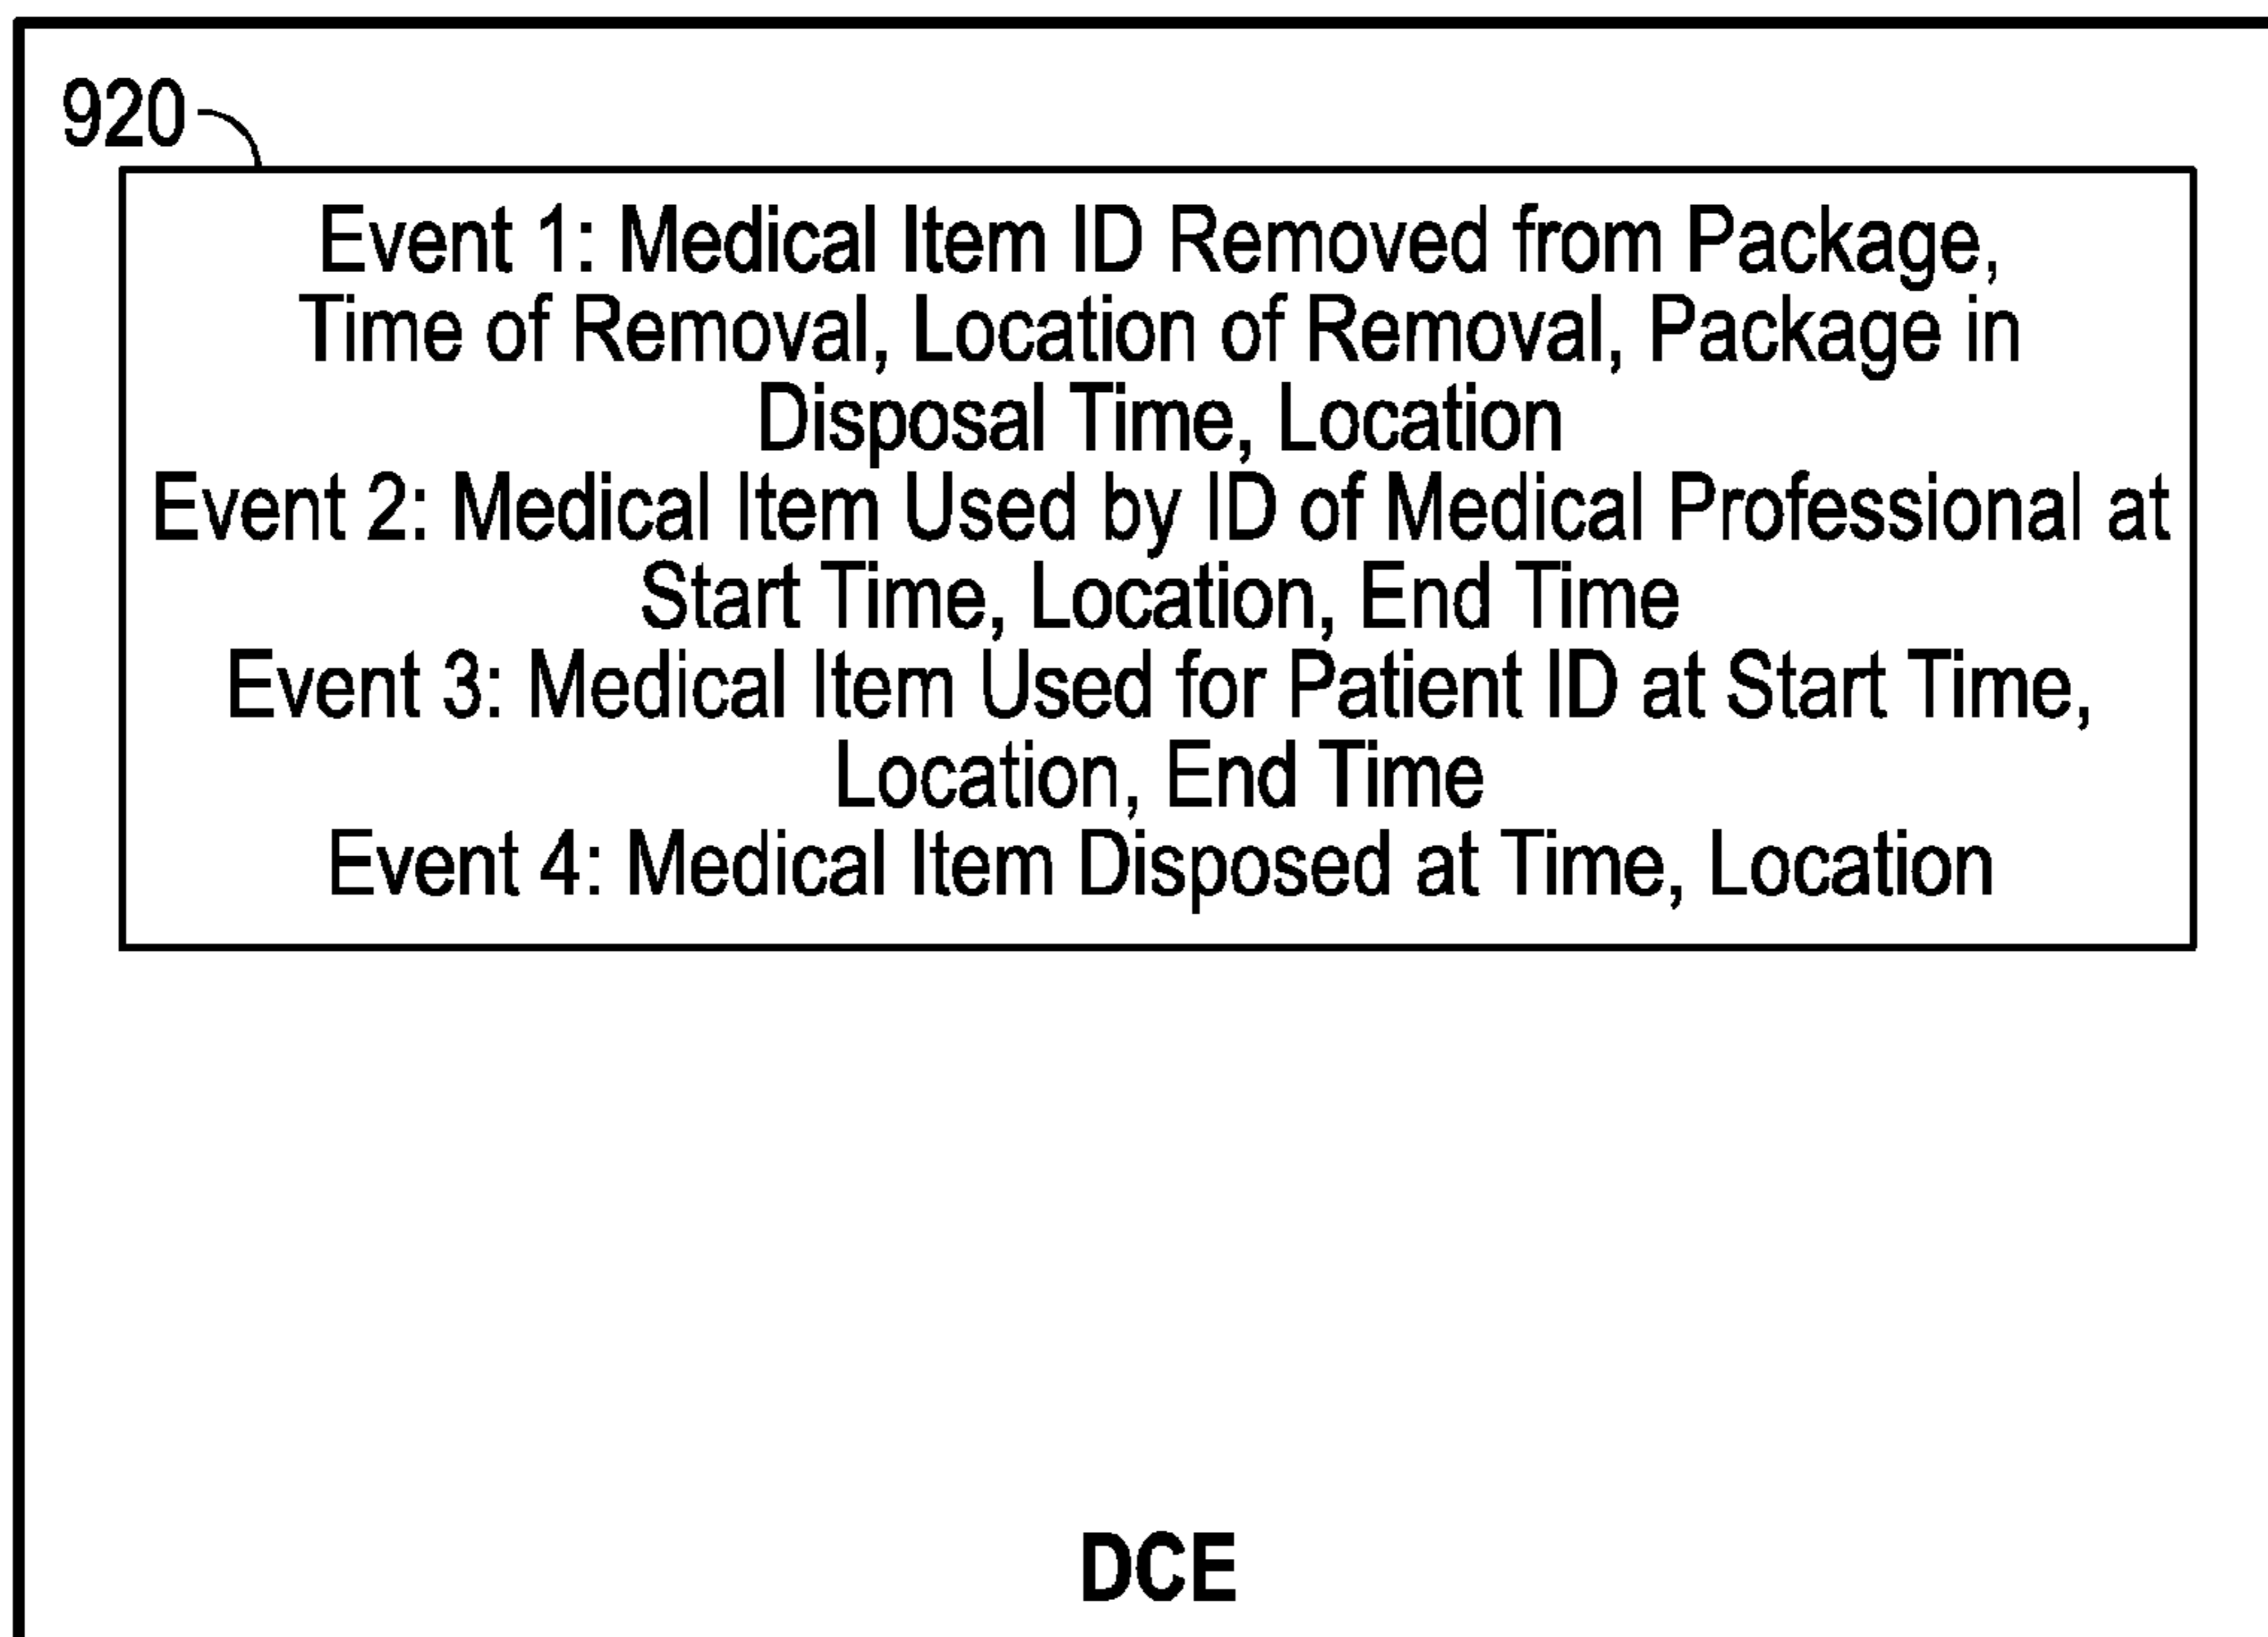 920
Event 1: Medical Item ID Removed from Package,
Time of Removal, Location of Removal, Package in
Disposal Time, Location
Event 2: Medical Item Used by ID of Medical Professional at
Start Time, Location, End Time
Event 3: Medical Item Used for Patient ID at Start Time,
Location, End Time
Event 4: Medical Item Disposed at Time, Location
DCE